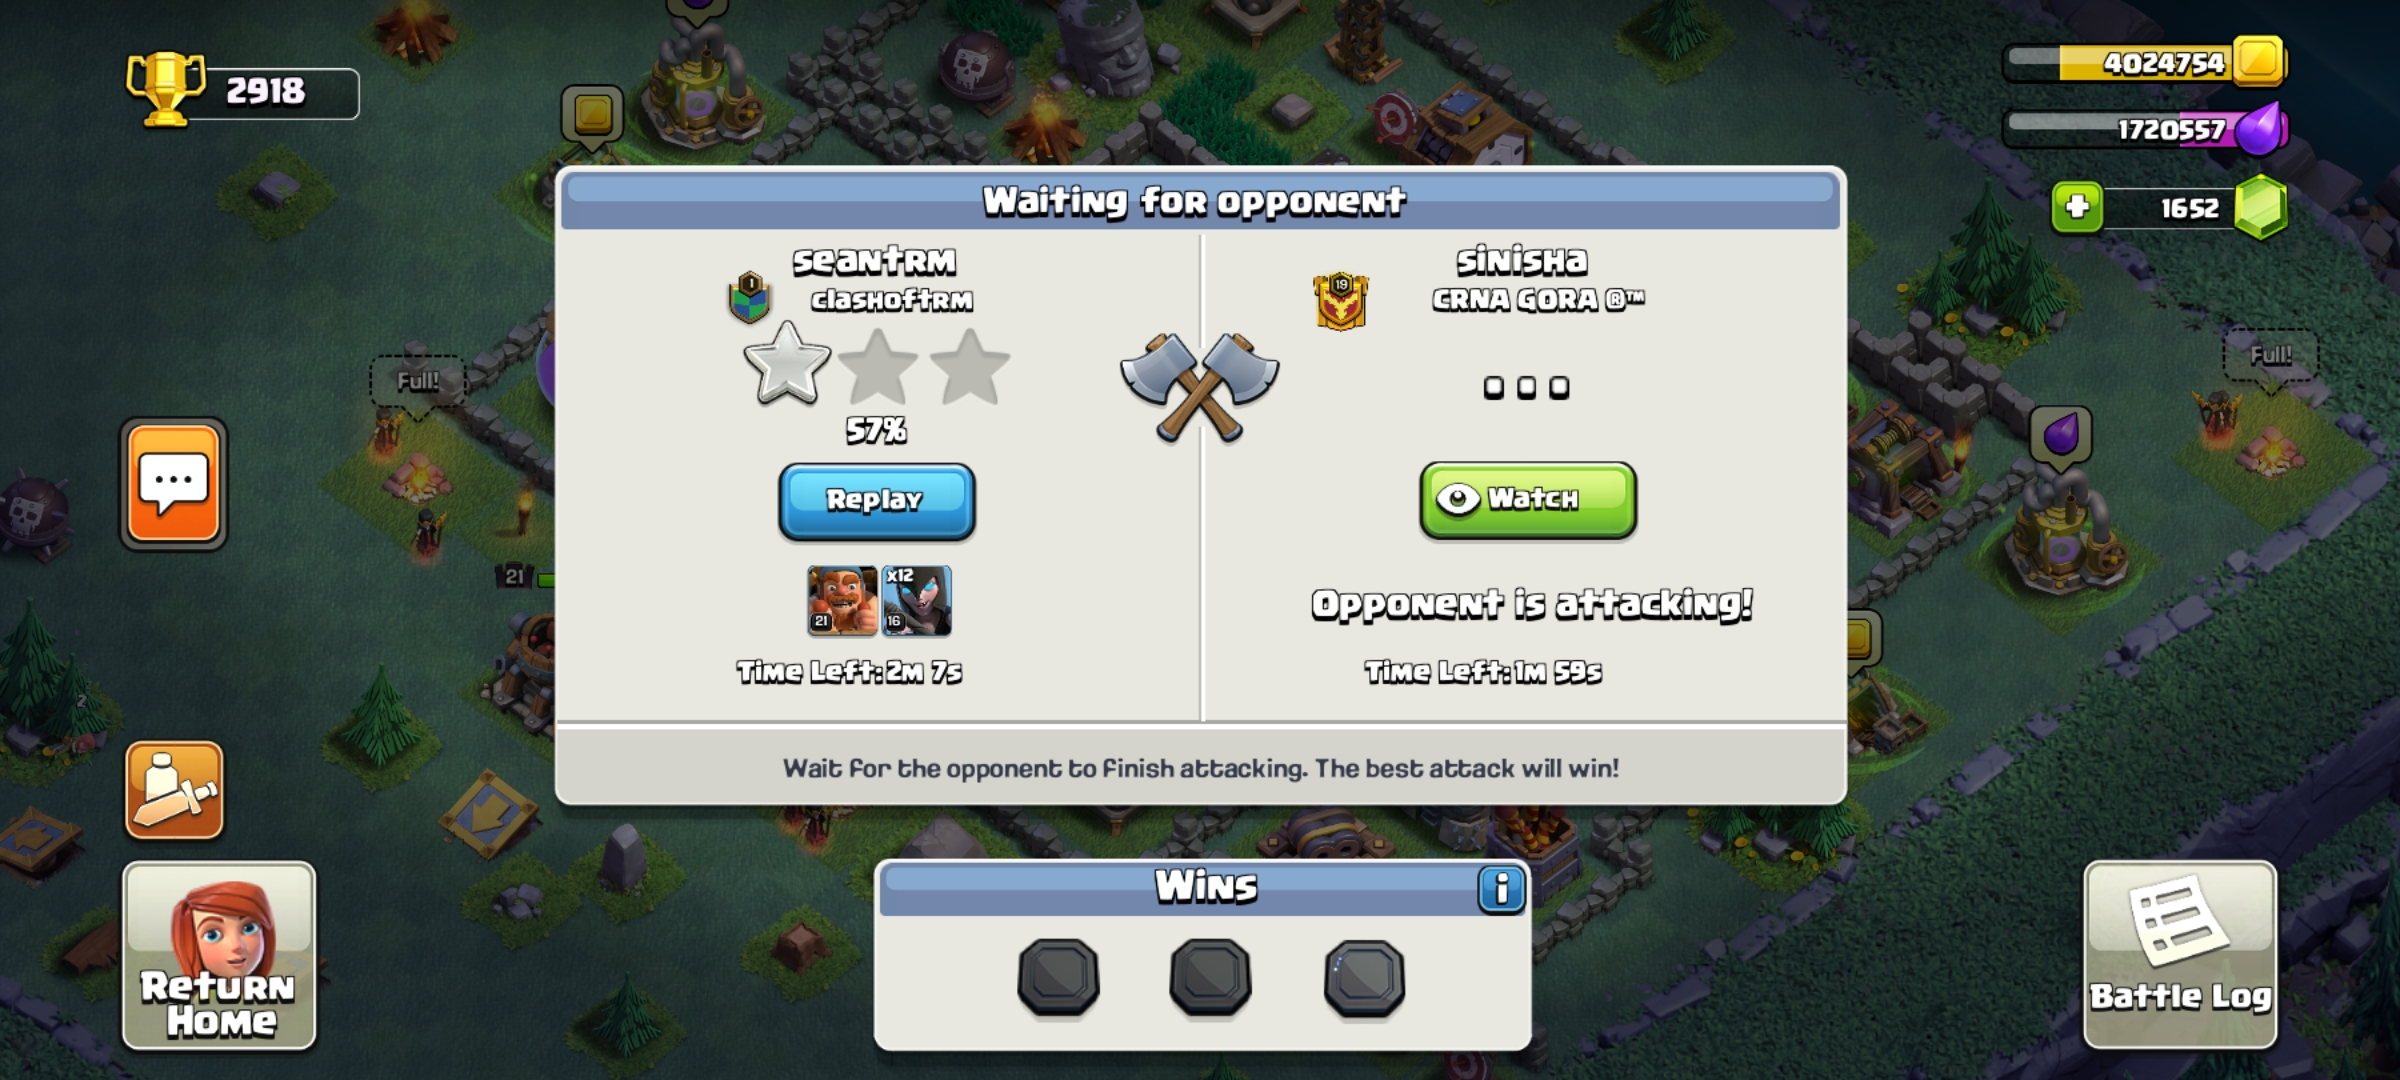 2918
4024754
1720557
1652
Waiting for opponent
seantrm
1
clashoftrm
57%
Replay
21
x12
16
Time Left:2m 7s
sinisha
19
CRNA GORA ®™
Watch
Opponent is attacking!
Time Left:1m 59s
Wait for the opponent to finish attacking. The best attack will win!
Full!
Full!
21
2
Wins
i
Return
Home
Battle Log